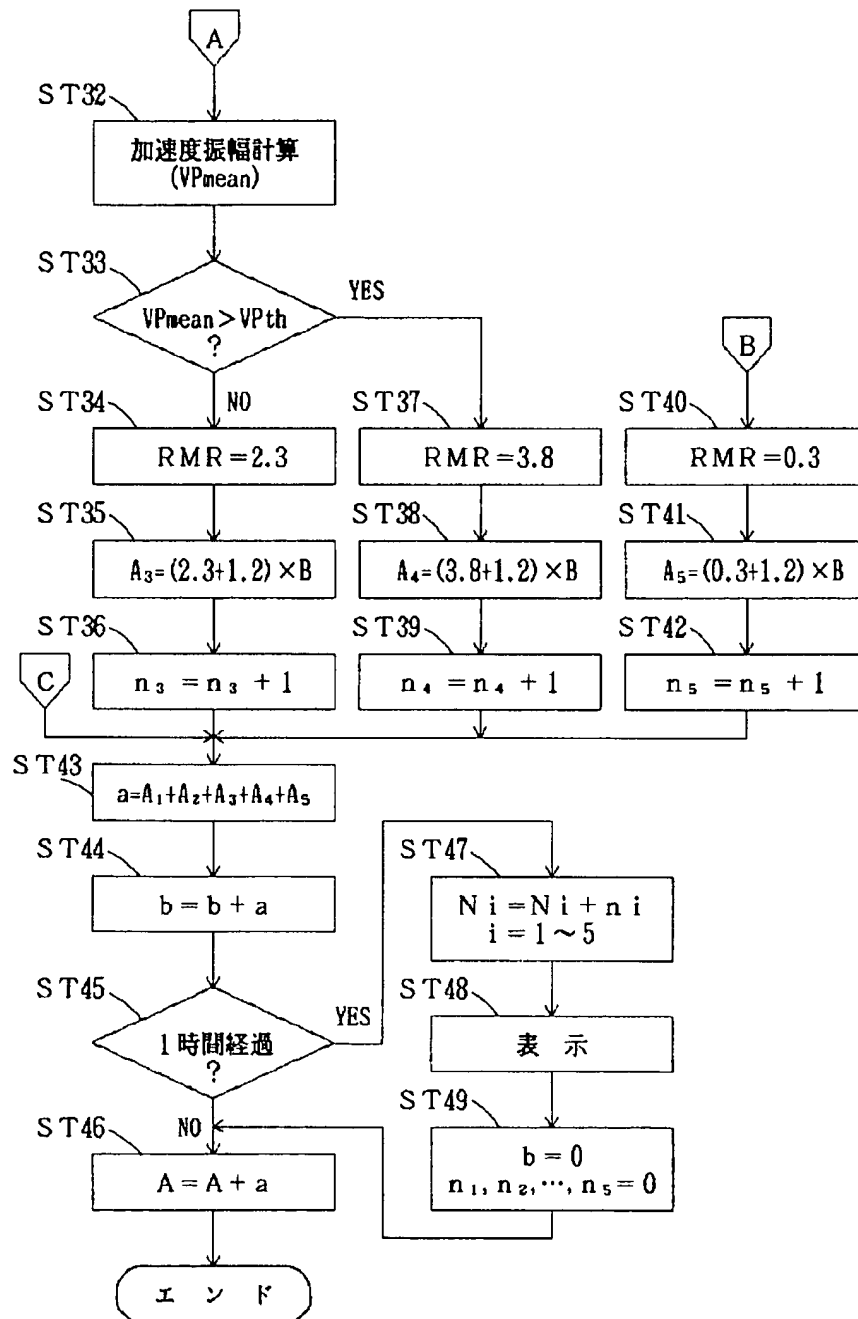 A
ST32
加速度振幅計算
(VPmean)
ST33
VPmean>VPth
?
YES
NO
B
ST34
RMR=2.3
ST37
RMR=3.8
ST40
RMR=0.3
ST35
A₃=(2.3+1.2)×B
ST38
A₄=(3.8+1.2)×B
ST41
A₅=(0.3+1.2)×B
ST36
n₃=n₃+1
ST39
n₄=n₄+1
ST42
n₅=n₅+1
C
ST43
a=A₁+A₂+A₃+A₄+A₅
ST44
b=b+a
ST45
1時間経過
?
YES
NO
ST47
Ni=Ni+ni
i=1~5
ST48
表示
ST49
b=0
n₁,n₂,…,n₅=0
ST46
A=A+a
エンド